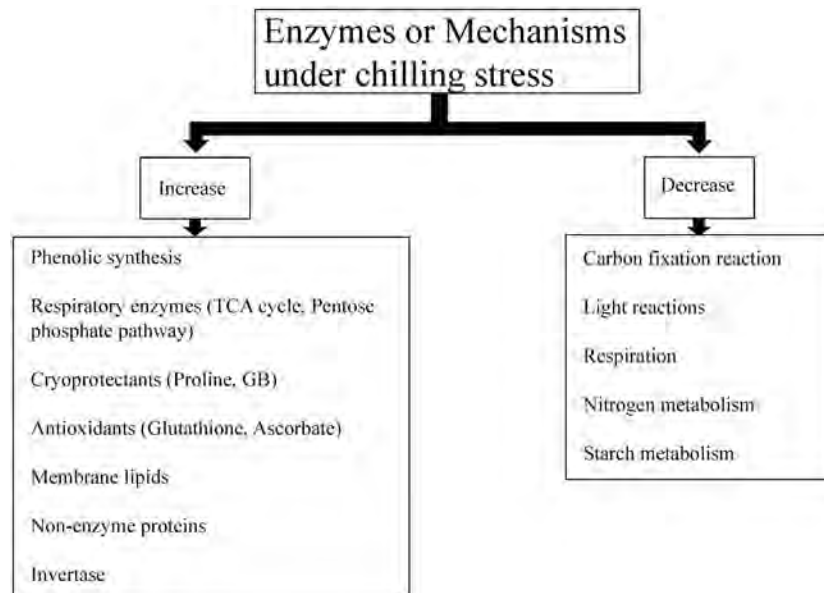 Enzymes or Mechanisms
under chilling stress
Increase
Decrease
Phenolic synthesis
Respiratory enzymes (TCA cycle, Pentose
phosphate pathway)
Cryoprotectants (Proline, GB)
Antioxidants (Glutathione, Ascorbate)
Membrane lipids
Non-enzyme proteins
Invertase
Carbon fixation reaction
Light reactions
Respiration
Nitrogen metabolism
Starch metabolism